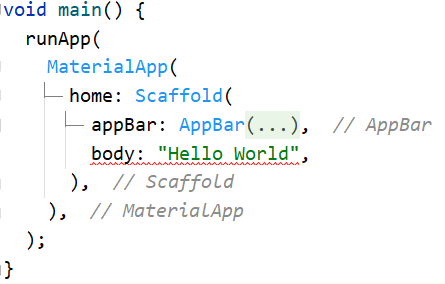 void main() {
runApp(
MaterialApp(
home: Scaffold(
appBar: AppBar(...), // AppBar
body: "Hello World",
), // Scaffold
), // MaterialApp
);
}